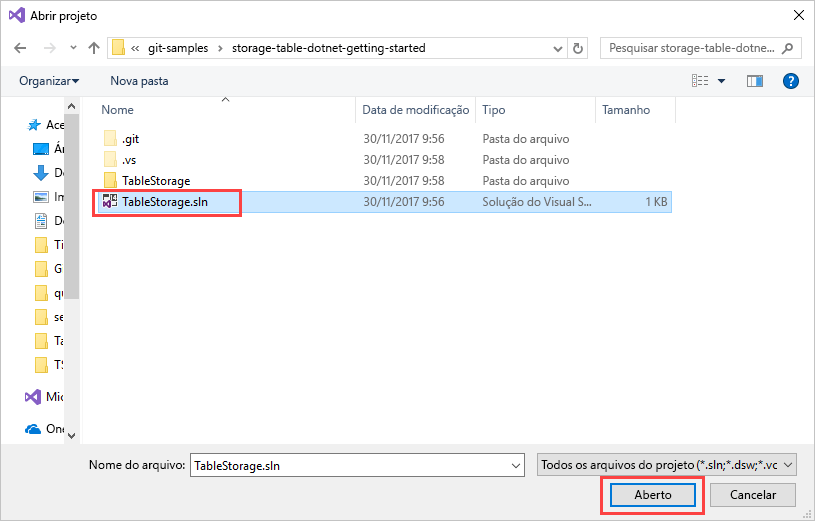 Abrir projeto
« git-samples › storage-table-dotnet-getting-started
Pesquisar storage-table-dotne...
Organizar Nova pasta
?
Nome Data de modificação Tipo Tamanho
.git 30/11/2017 9:56 Pasta do arquivo
.vs 30/11/2017 9:58 Pasta do arquivo
TableStorage 30/11/2017 9:58 Pasta do arquivo
TableStorage.sln 30/11/2017 9:56 Solução do Visual S... 1 KB
Ace
Ár
De
Im
De
Ti
G
qu
se
Ta
TS
Mic
One
Nome do arquivo: TableStorage.sln
Todos os arquivos do projeto (*.sln;*.dsw;*.vc
Aberto Cancelar